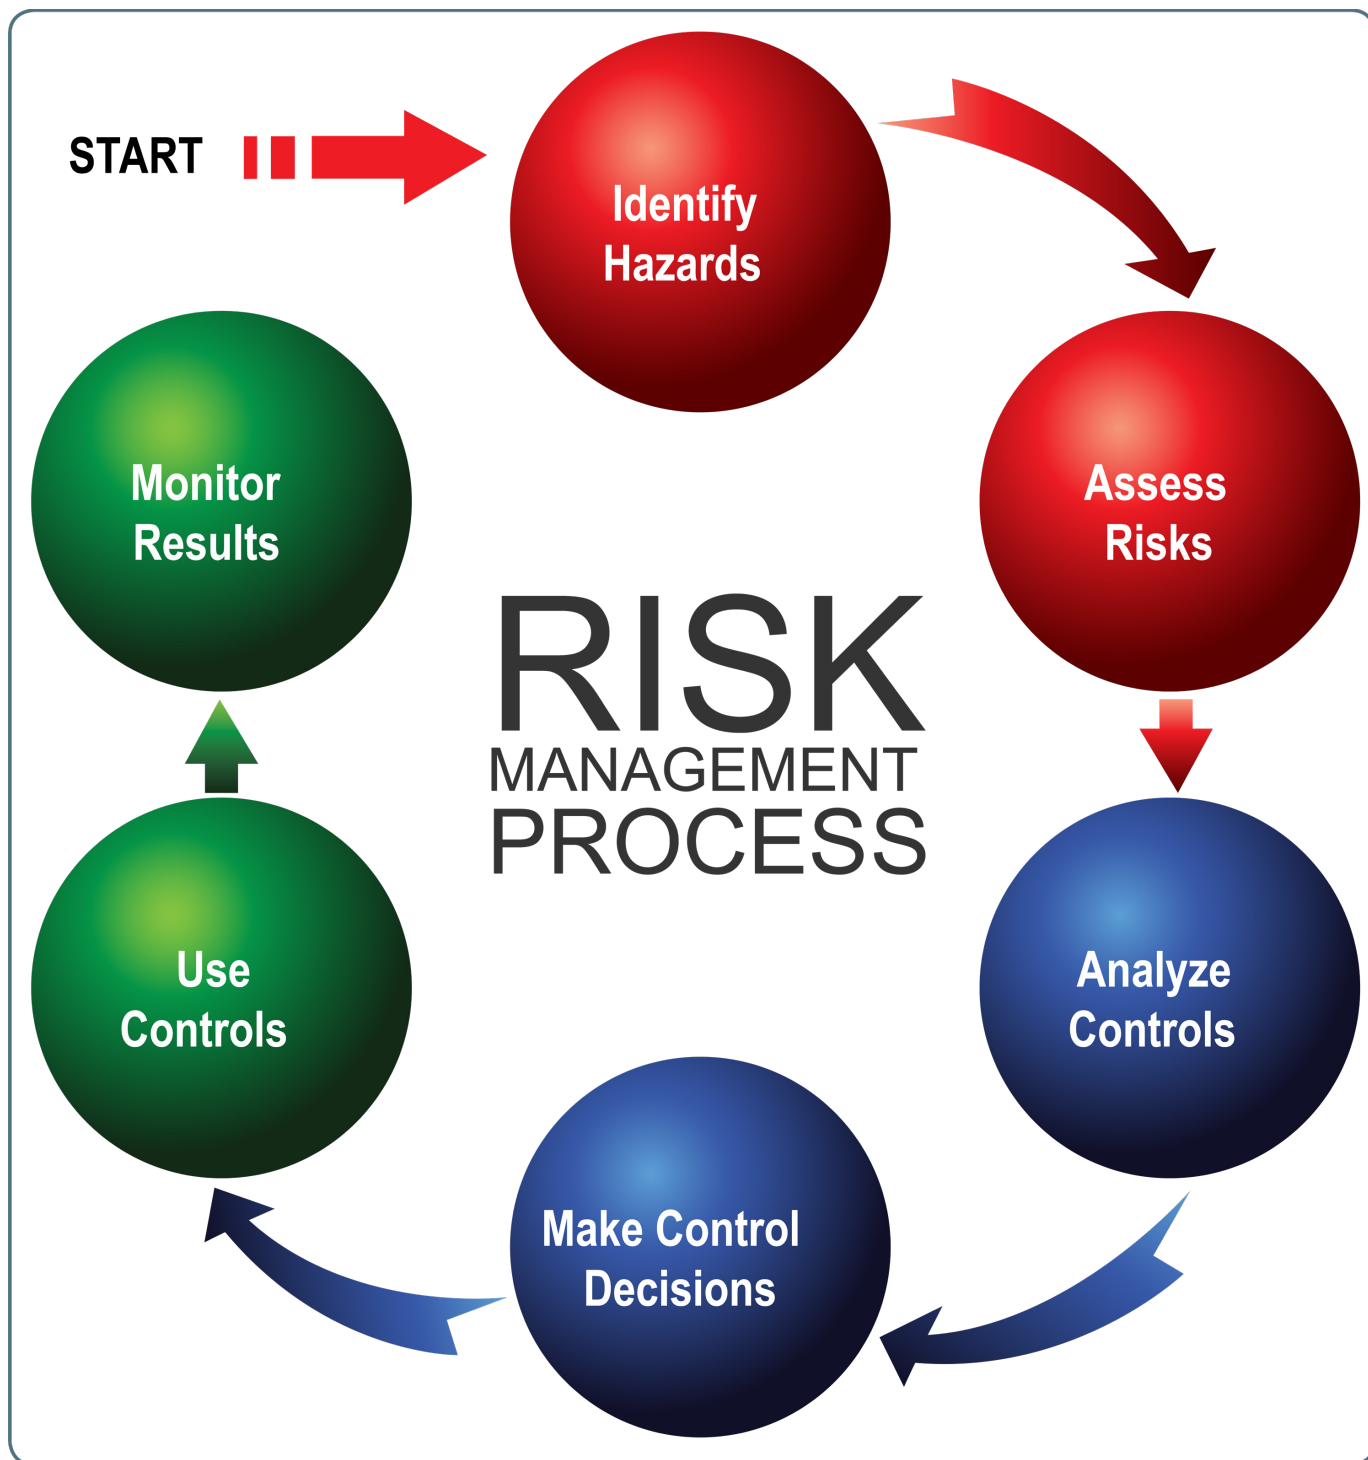 START
Identify
Hazards
Assess
Risks
Analyze
Controls
Make Control
Decisions
Use
Controls
Monitor
Results
RISK
MANAGEMENT
PROCESS